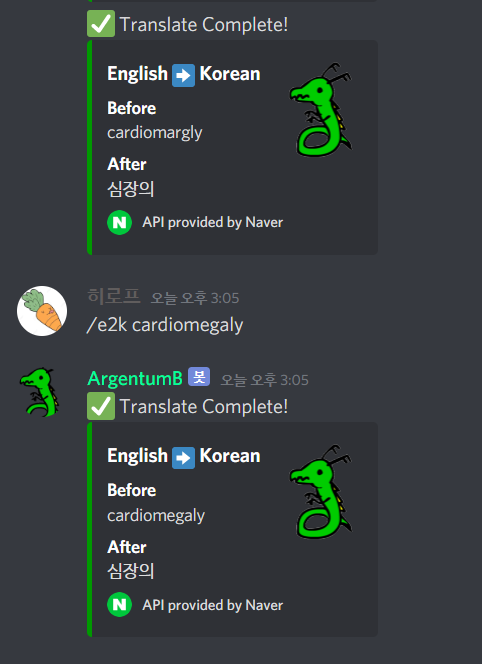 ✅ Translate Complete!
English ➡ Korean
Before
cardiomargly
After
심장의
N API provided by Naver
히로프 오늘 오후 3:05
/e2k cardiomegaly
ArgentumB 봇 오늘 오후 3:05
✅ Translate Complete!
English ➡ Korean
Before
cardiomegaly
After
심장의
N API provided by Naver